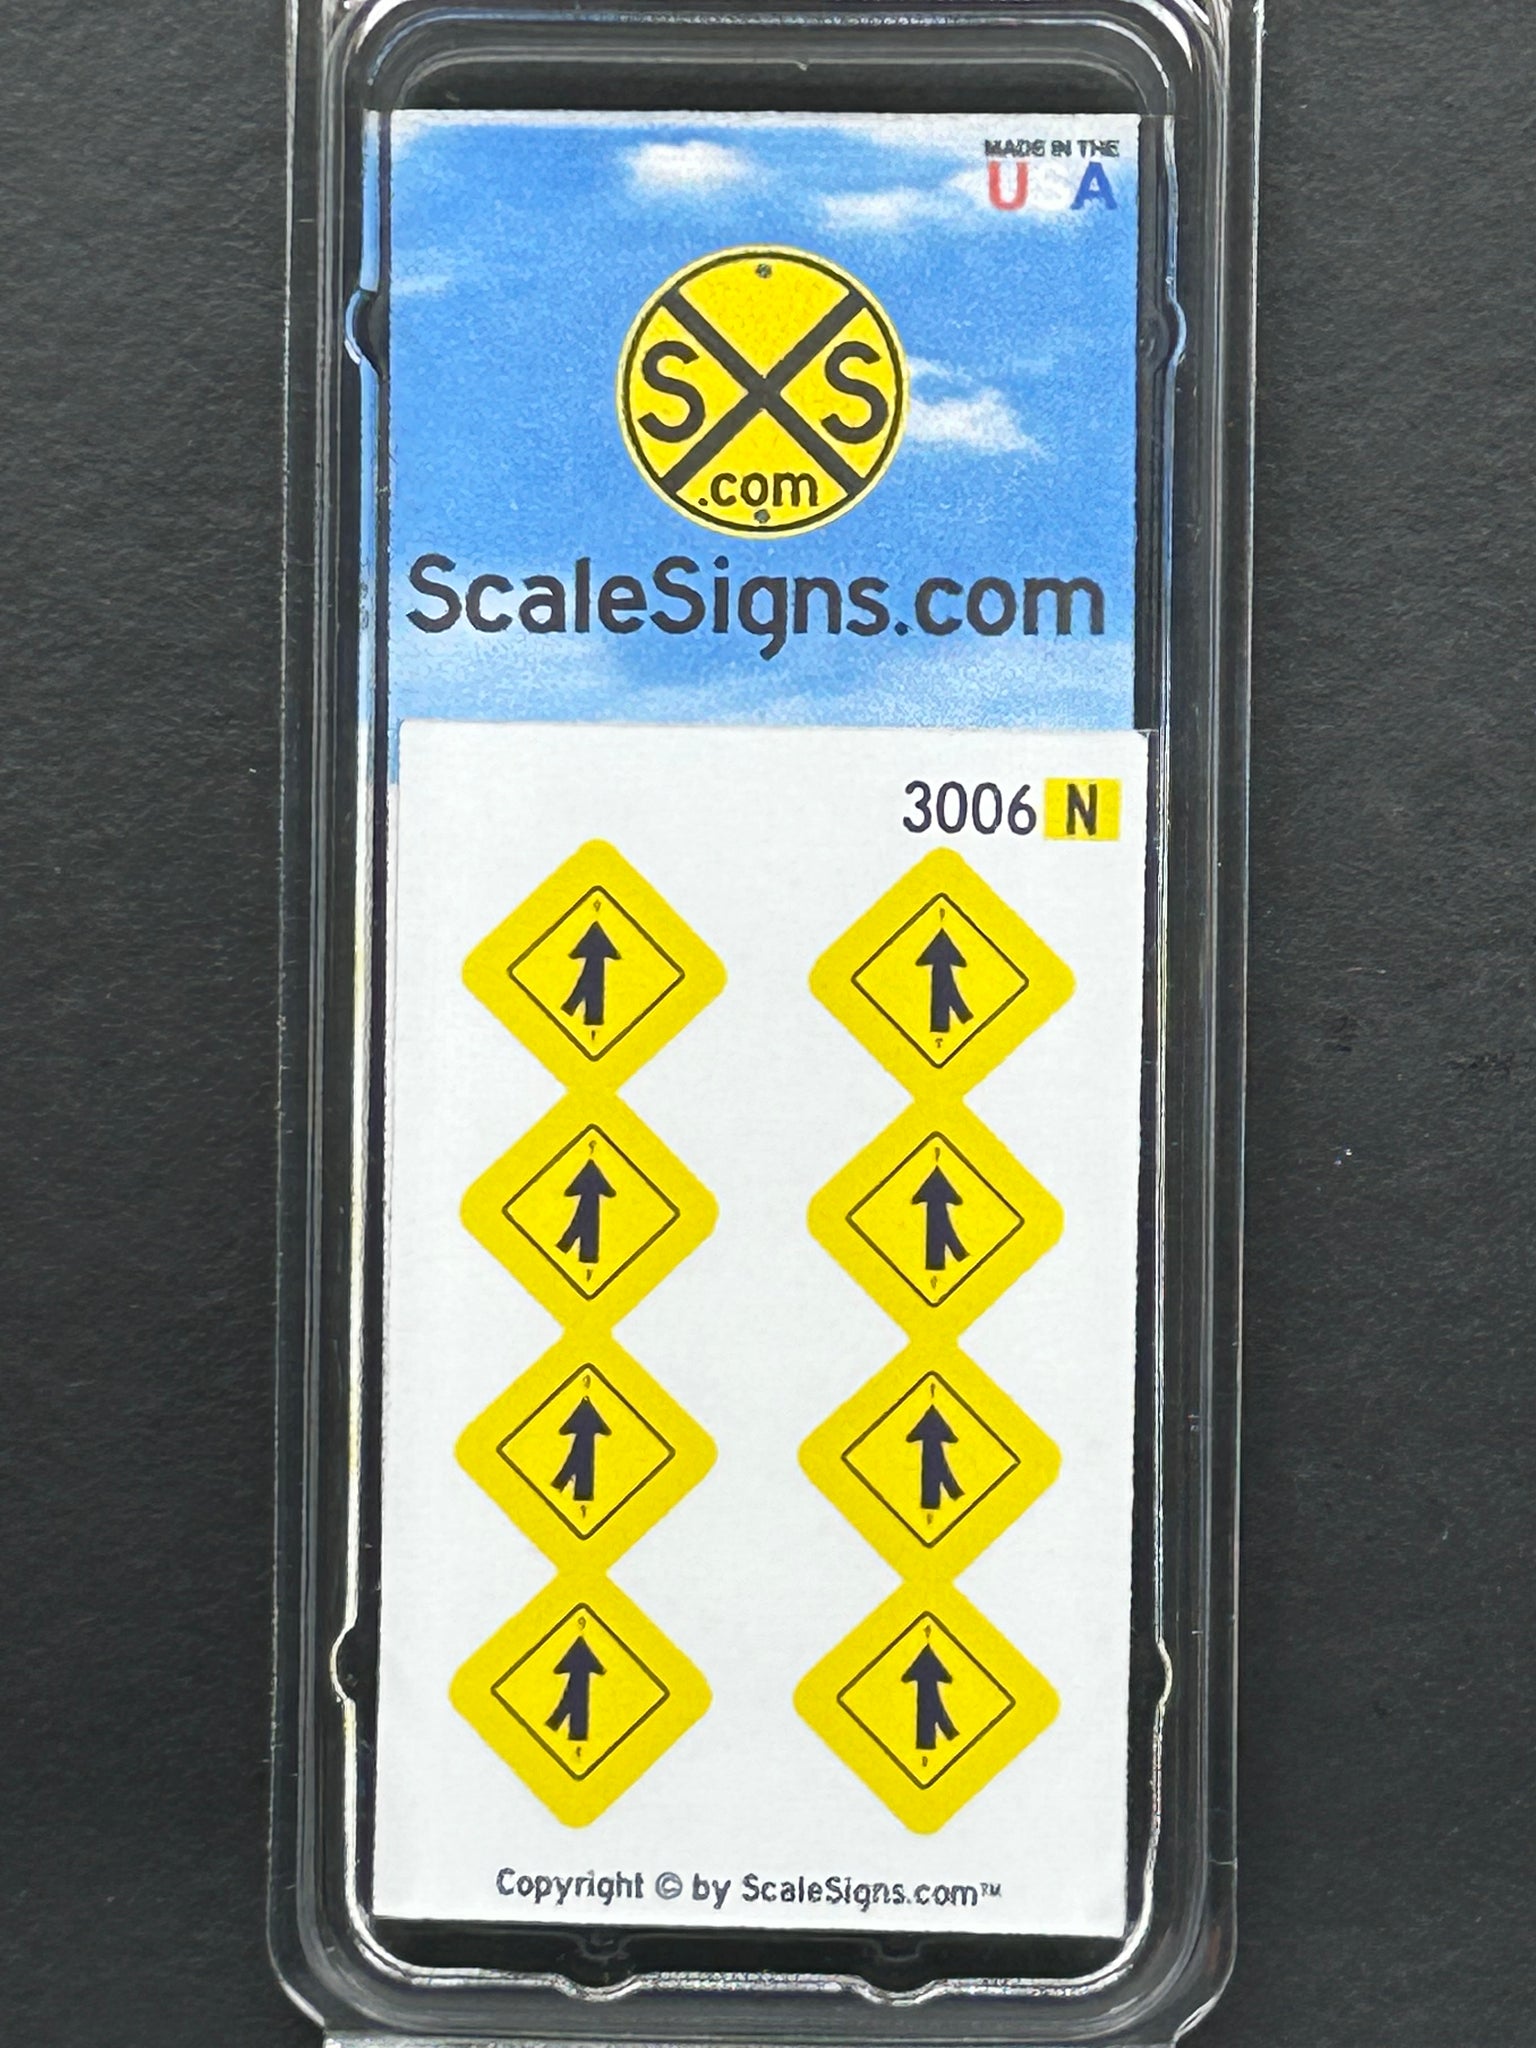 MADE IN THE
USA
S S
.com
ScaleSigns.com
3006 N
Copyright © by ScaleSigns.com™